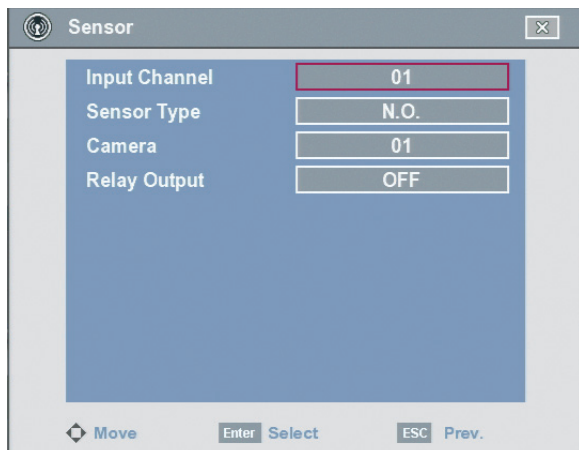 Sensor
Input Channel 01
Sensor Type N.O.
Camera 01
Relay Output OFF
Move Enter Select ESC Prev.